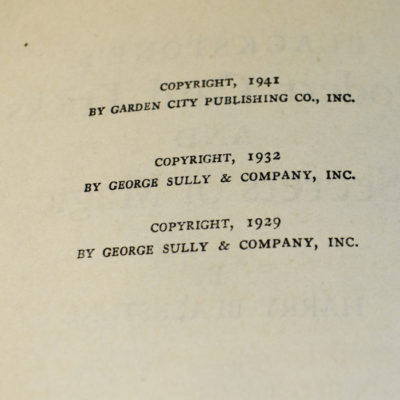 COPYRIGHT, 1941
BY GARDEN CITY PUBLISHING CO., INC.
COPYRIGHT, 1932
BY GEORGE SULLY & COMPANY, INC.
COPYRIGHT, 1929
BY GEORGE SULLY & COMPANY, INC.